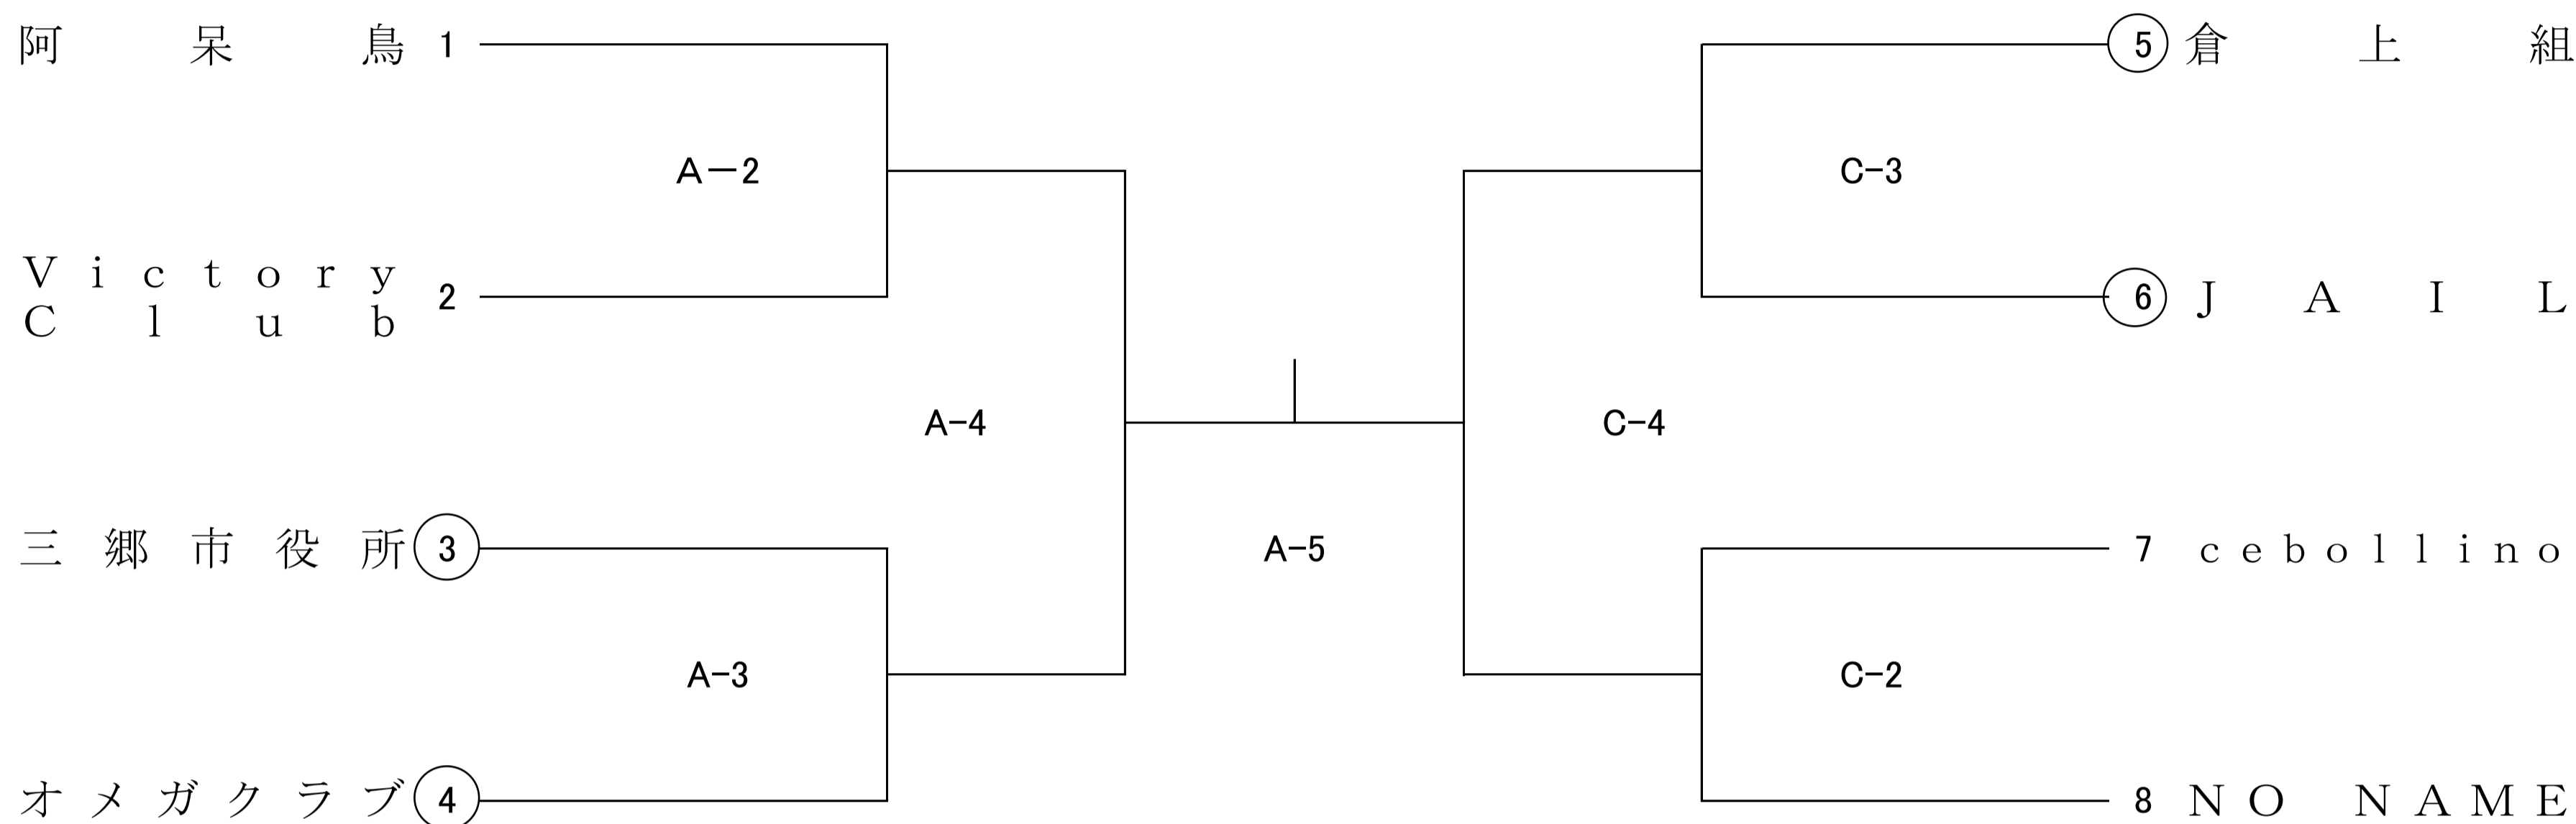 阿呆鳥 1
5 倉上組
A－2
C-3
Victory
Club
2
6 JAIL
A-4
C-4
三郷市役所 3
A-5
7 cebollino
A-3
C-2
オメガクラブ 4
8 NO NAME